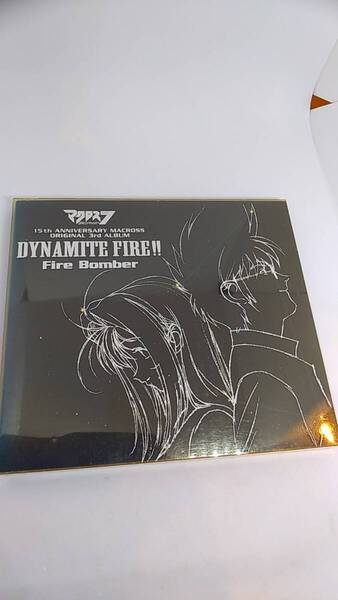 マクロス7
15th ANNIVERSARY MACROSS
ORIGINAL 3rd ALBUM
DYNAMITE FIRE!!
Fire Bomber